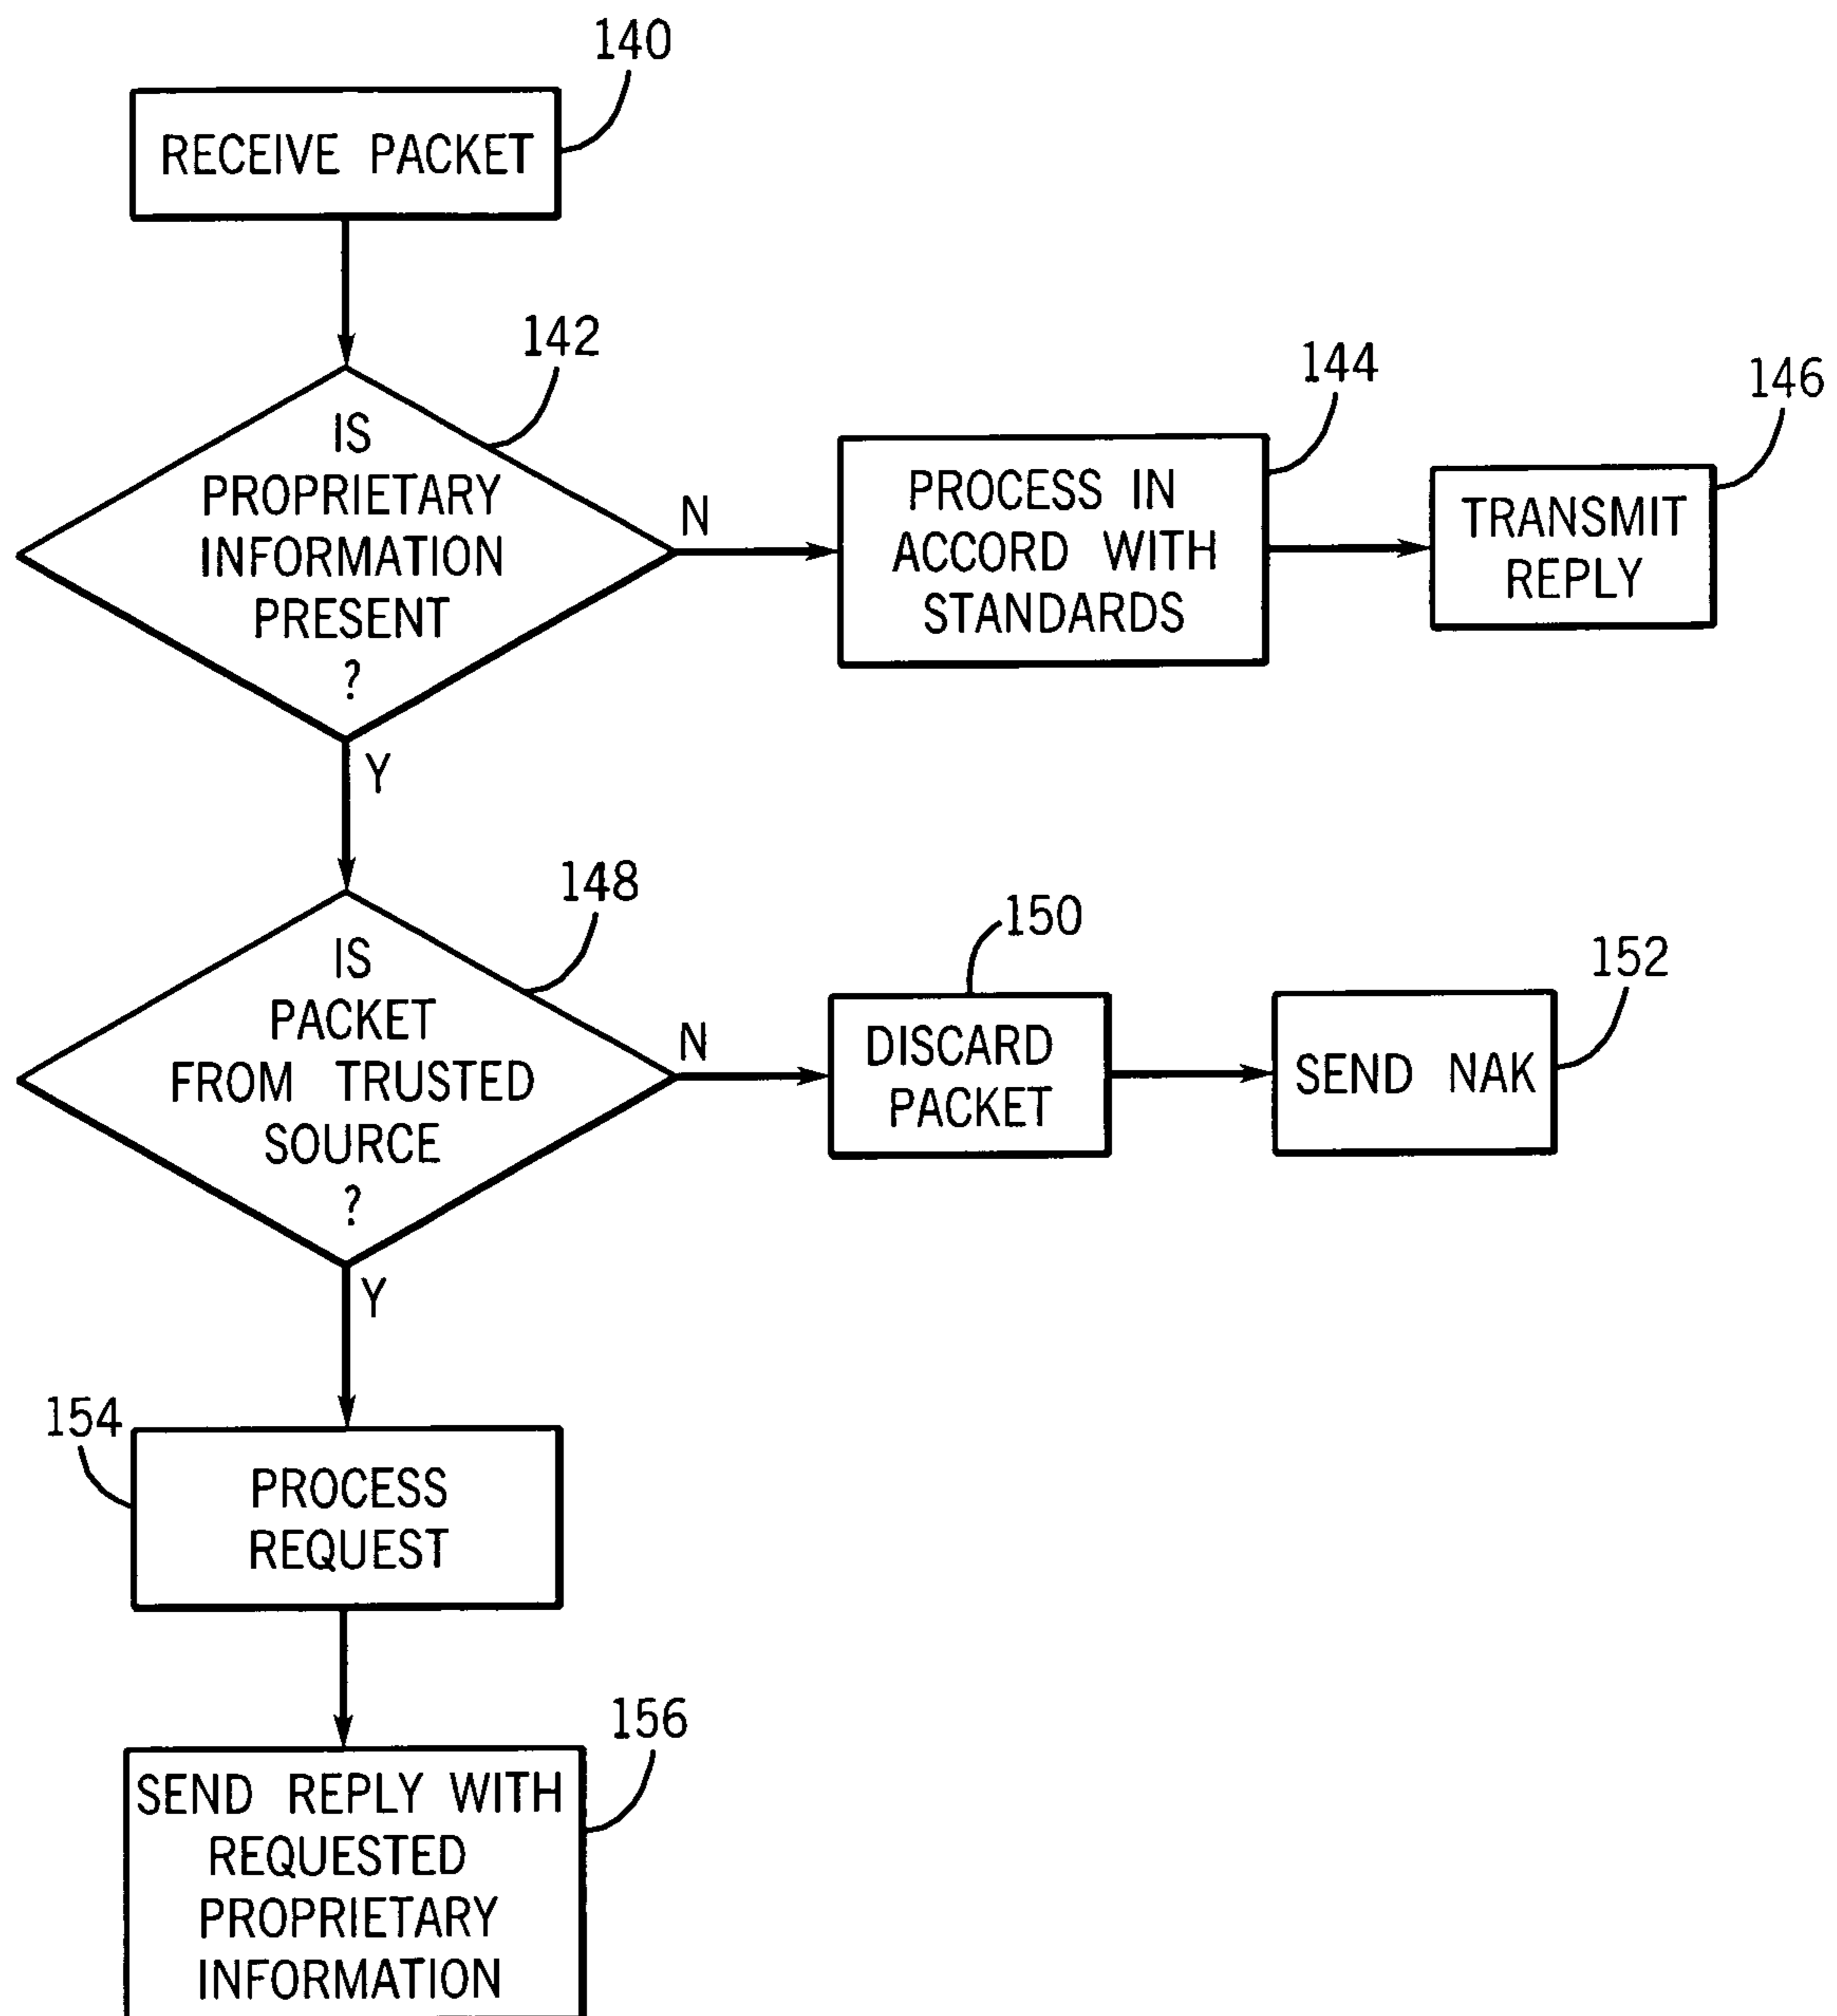 140
RECEIVE PACKET
142
IS
PROPRIETARY
INFORMATION
PRESENT
?
N
144
PROCESS IN
ACCORD WITH
STANDARDS
146
TRANSMIT
REPLY
Y
148
IS
PACKET
FROM TRUSTED
SOURCE
?
N
150
DISCARD
PACKET
152
SEND NAK
Y
154
PROCESS
REQUEST
156
SEND REPLY WITH
REQUESTED
PROPRIETARY
INFORMATION